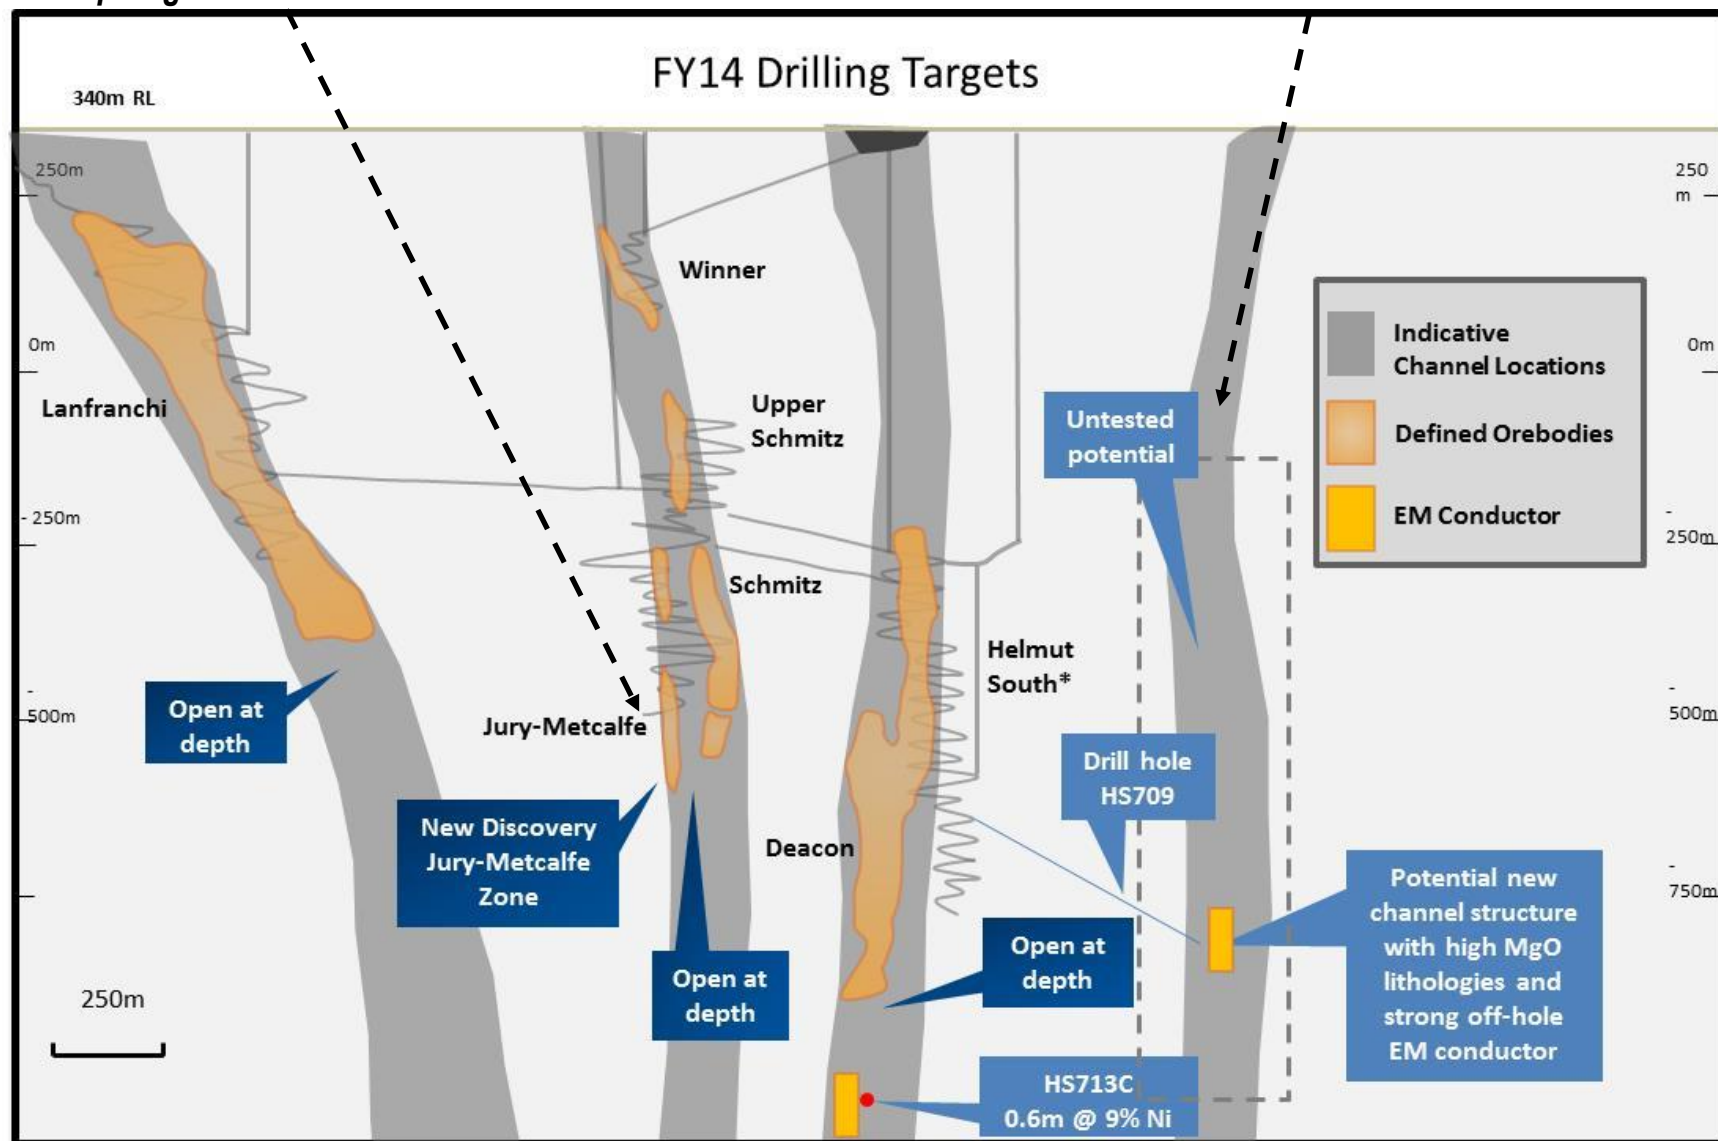 FY14 Drilling Targets
340m RL
250m
250
m
Winner
0m
0m
Indicative
Channel Locations
Lanfranchi
Upper
Schmitz
Untested
potential
Defined Orebodies
- 250m
-
250m
EM Conductor
Schmitz
Helmut
South*
-
500m
-
500m
Open at
depth
Jury-Metcalfe
Drill hole
HS709
New Discovery
Jury-Metcalfe
Zone
Deacon
-
750m
Potential new
channel structure
with high MgO
lithologies and
strong off-hole
EM conductor
Open at
depth
Open at
depth
250m
HS713C
0.6m @ 9% Ni